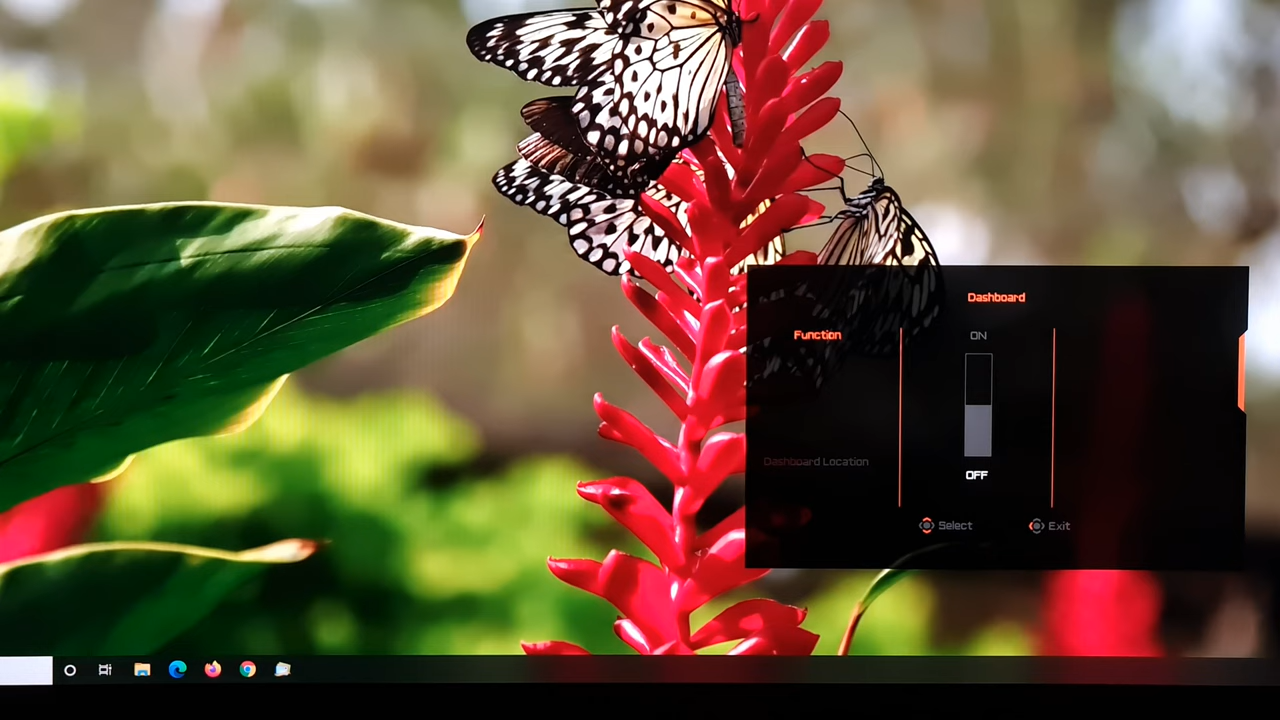 Dashboard
Function
ON
Dashboard Location
OFF
Select
Exit